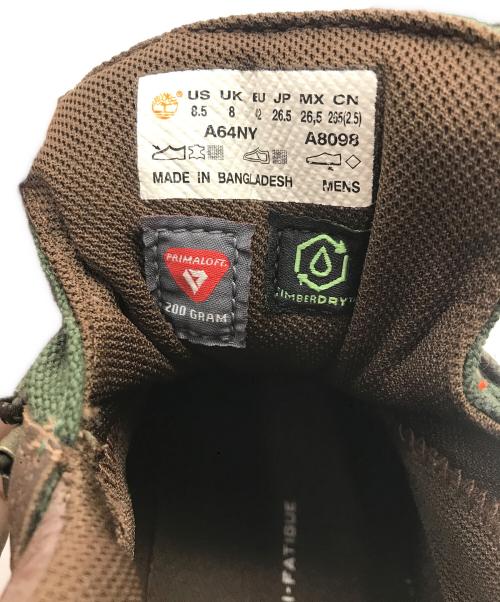 US UK EU JP MX CN
8.5 8 42 26.5 26,5 265(2.5)
A64NY A8098
MADE IN BANGLADESH MENS
PRIMALOFT
200 GRAM
TIMBERDRY™
I-FATIGUE